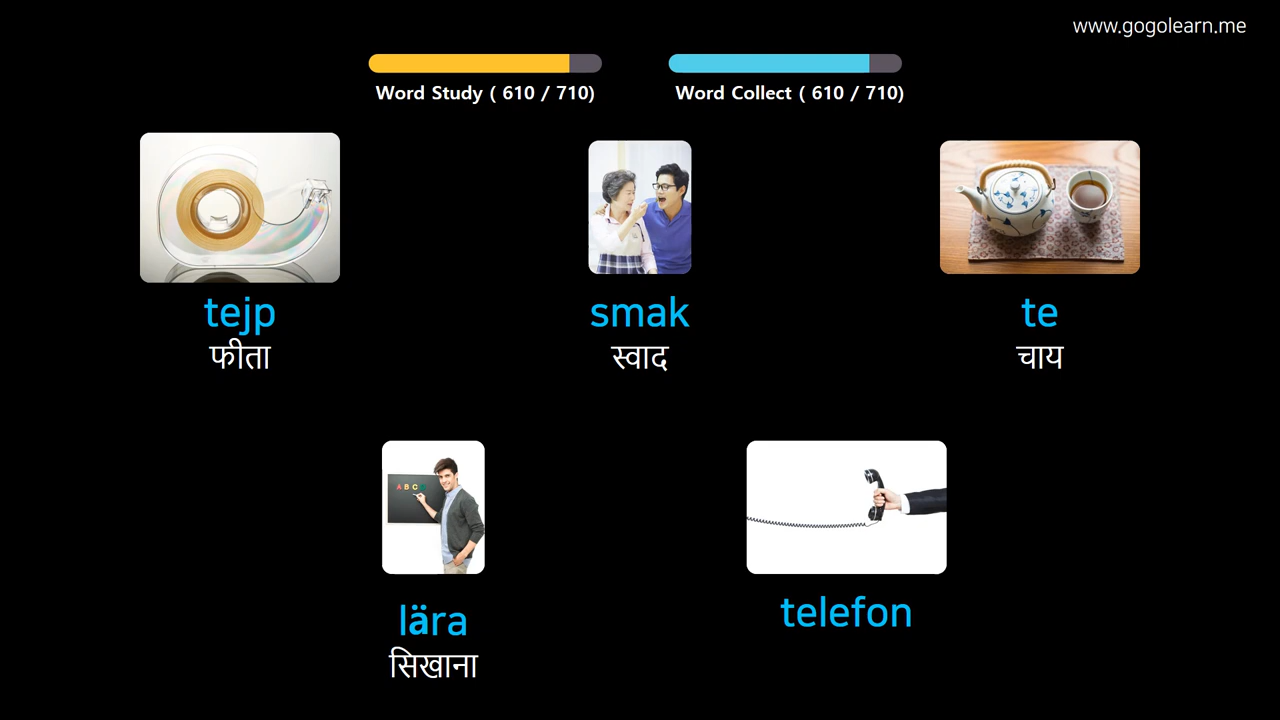 www.gogolearn.me
Word Study ( 610 / 710)
Word Collect ( 610 / 710)
tejp
फीता
smak
स्वाद
te
चाय
A B C
lära
सिखाना
telefon